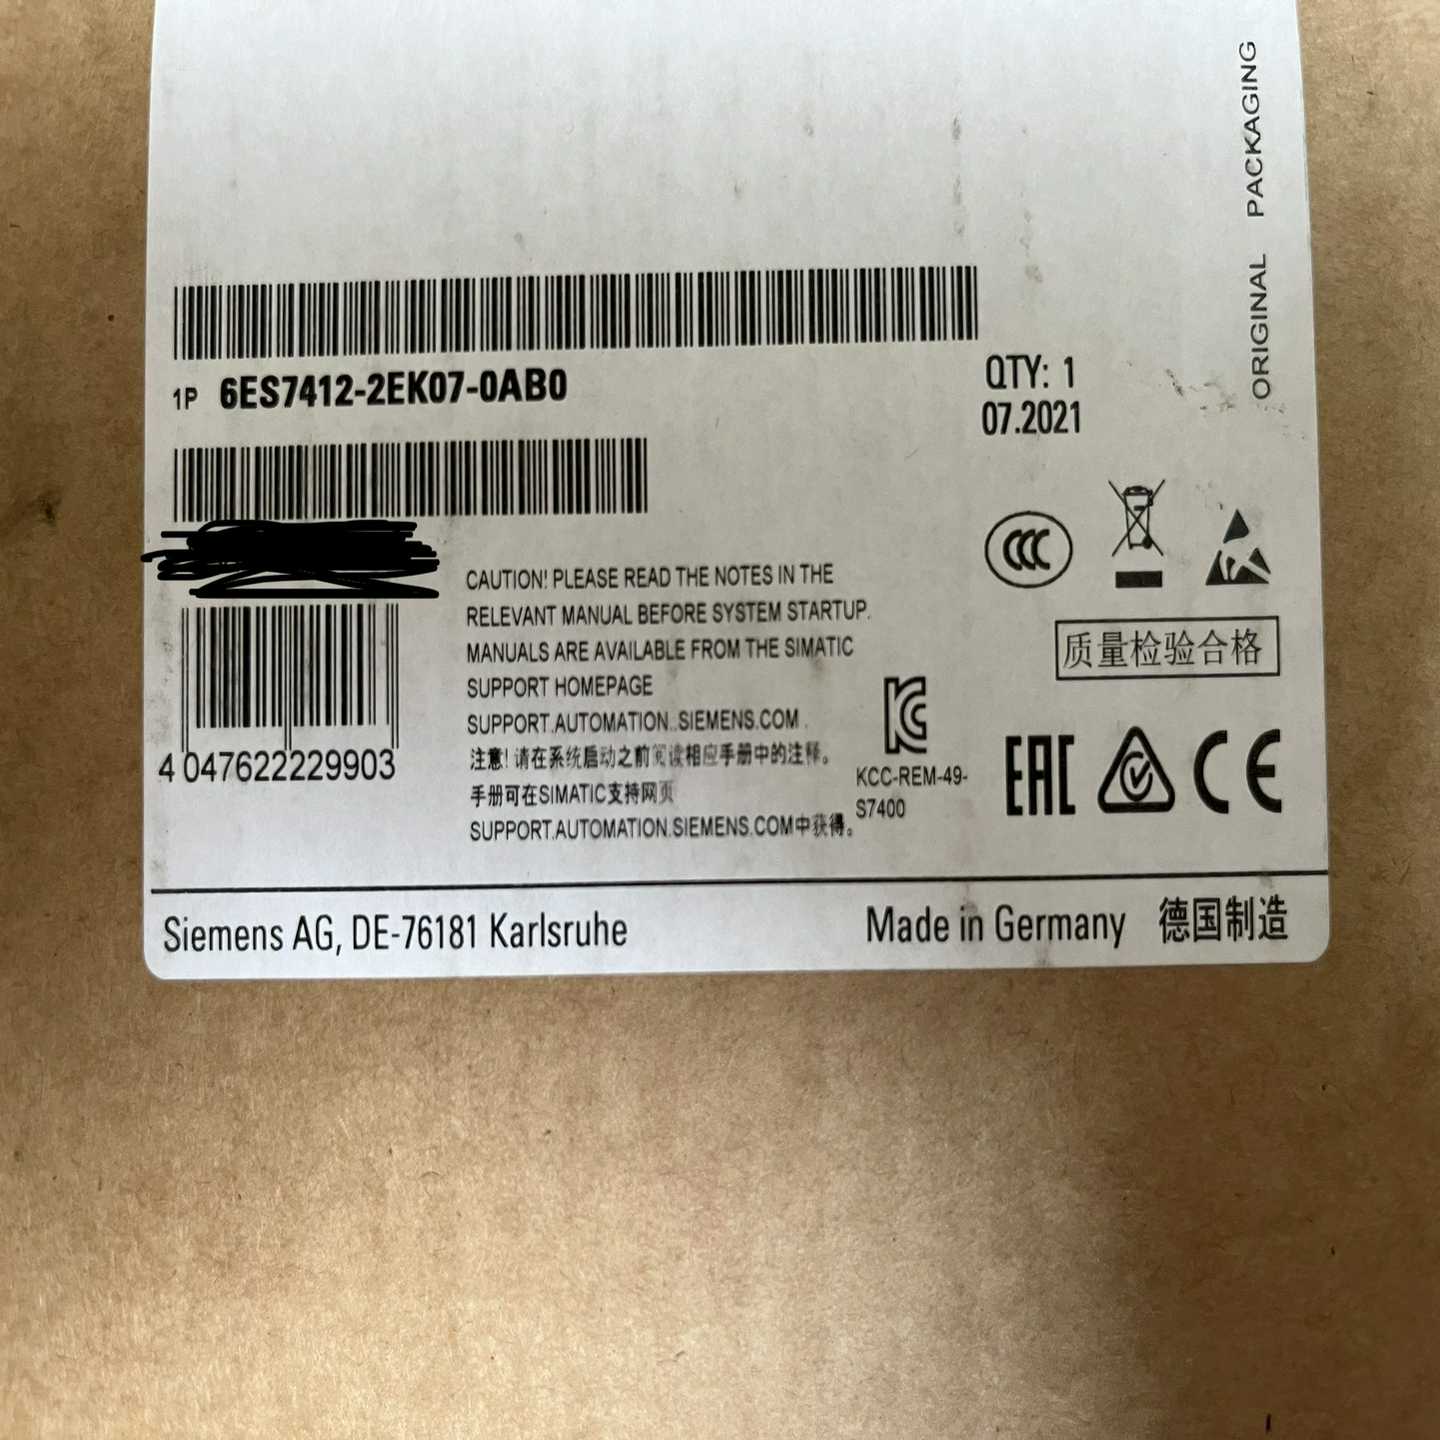 ORIGINAL PACKAGING
1P 6ES7412-2EK07-0AB0
QTY: 1
07.2021
CAUTION! PLEASE READ THE NOTES IN THE
RELEVANT MANUAL BEFORE SYSTEM STARTUP.
MANUALS ARE AVAILABLE FROM THE SIMATIC
SUPPORT HOMEPAGE
SUPPORT.AUTOMATION.SIEMENS.COM.
注意!请在系统启动之前阅读相应手册中的注释。
手册可在SIMATIC支持网页
SUPPORT.AUTOMATION.SIEMENS.COM中获得。
4 047622229903
CCC
质量检验合格
KC
KCC-REM-49-
S7400
EAC
CE
Siemens AG, DE-76181 Karlsruhe
Made in Germany 德国制造